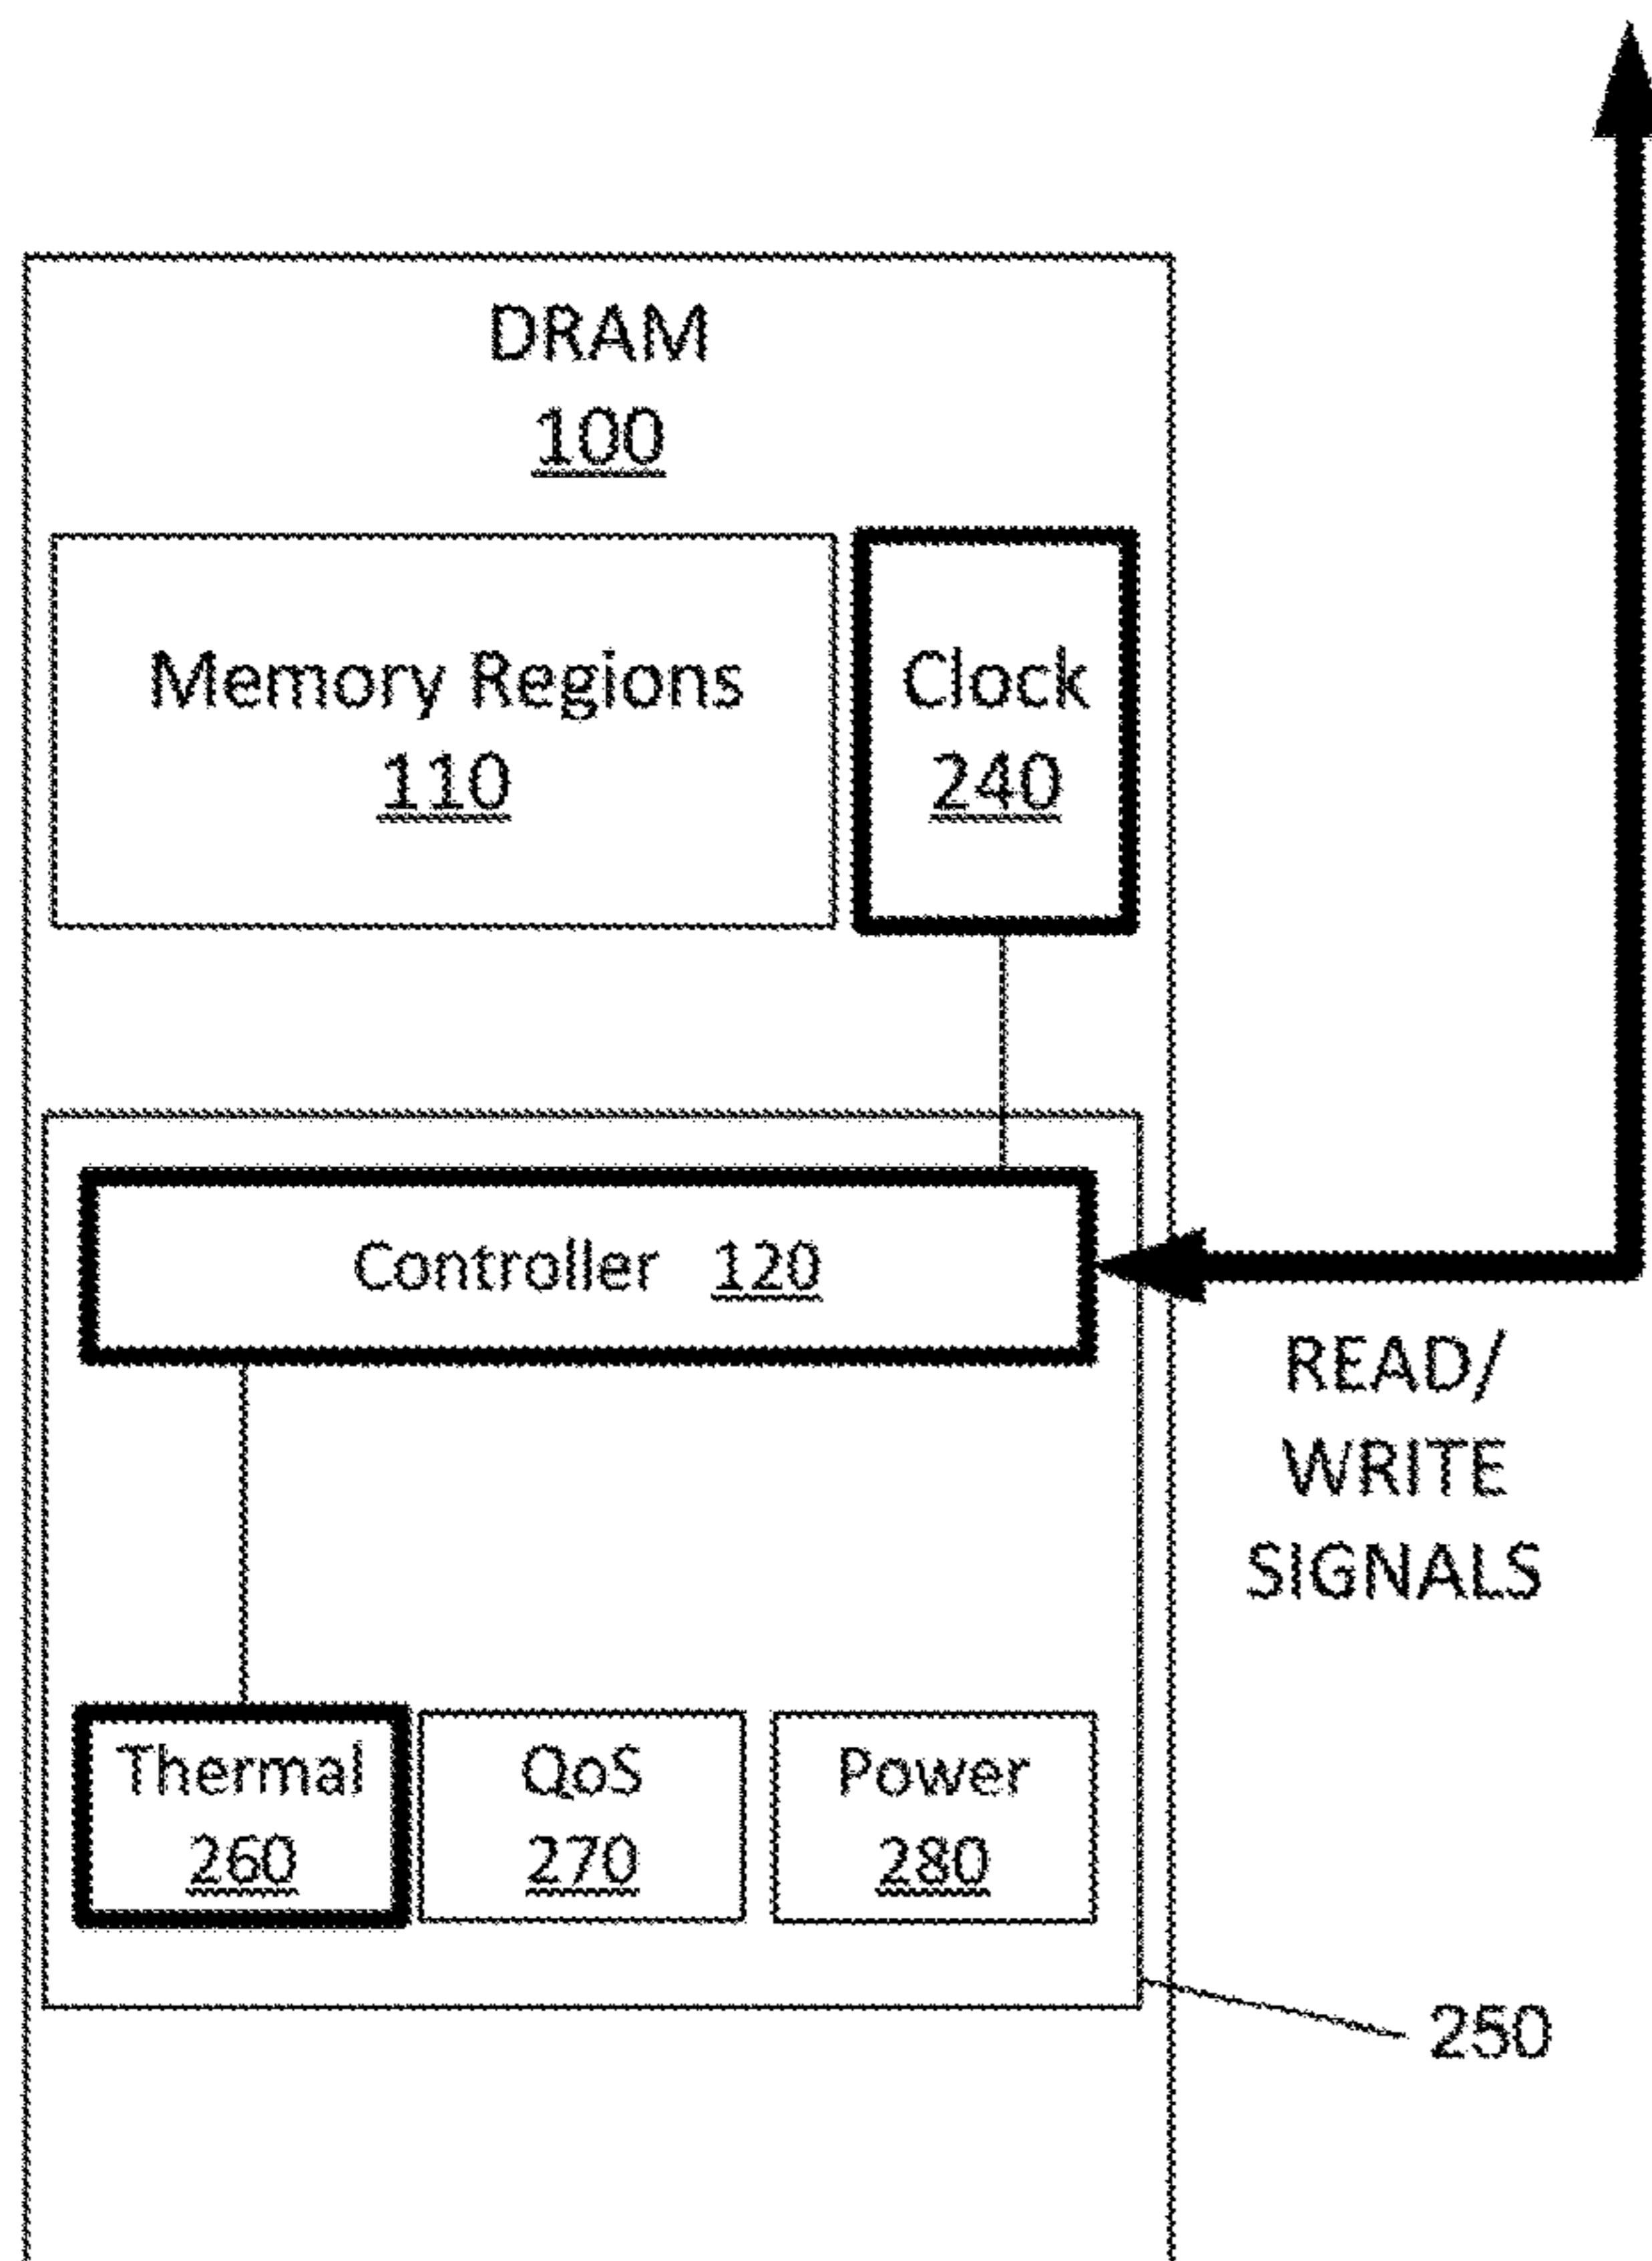 DRAM
100
Memory Regions
110
Clock
240
Controller 120
READ/
WRITE
SIGNALS
Thermal
260
QoS
270
Power
280
250